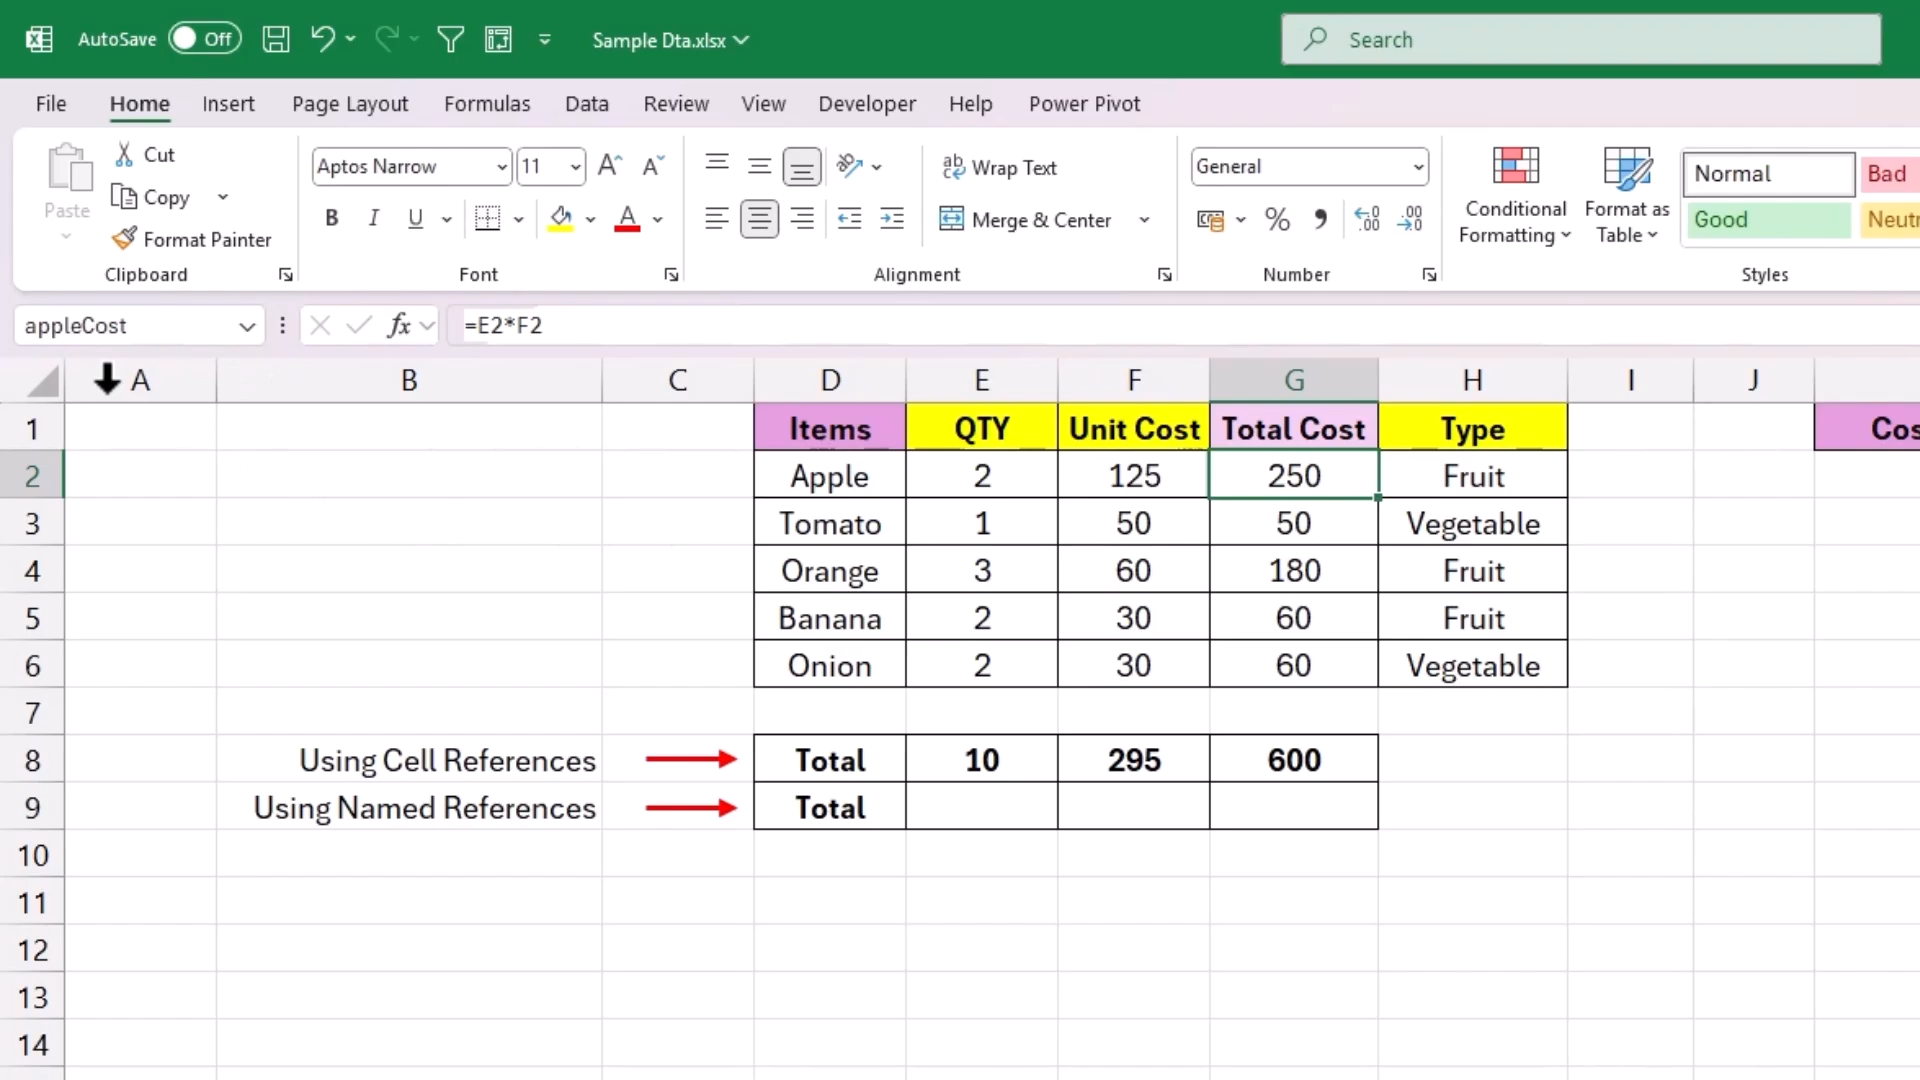 AutoSave Off Sample Dta.xlsx Search
File Home Insert Page Layout Formulas Data Review View Developer Help Power Pivot
Paste Cut Copy Format Painter
Clipboard
Aptos Narrow 11
B I U A
Font
Wrap Text
Merge & Center
Alignment
General
% 
Number
Conditional Formatting
Format as Table
Normal Bad
Good
Styles
appleCost fx =E2*F2
A B C D E F G H I J
1 Items QTY Unit Cost Total Cost Type
2 Apple 2 125 250 Fruit
3 Tomato 1 50 50 Vegetable
4 Orange 3 60 180 Fruit
5 Banana 2 30 60 Fruit
6 Onion 2 30 60 Vegetable
7
8 Using Cell References Total 10 295 600
9 Using Named References Total
10
11
12
13
14